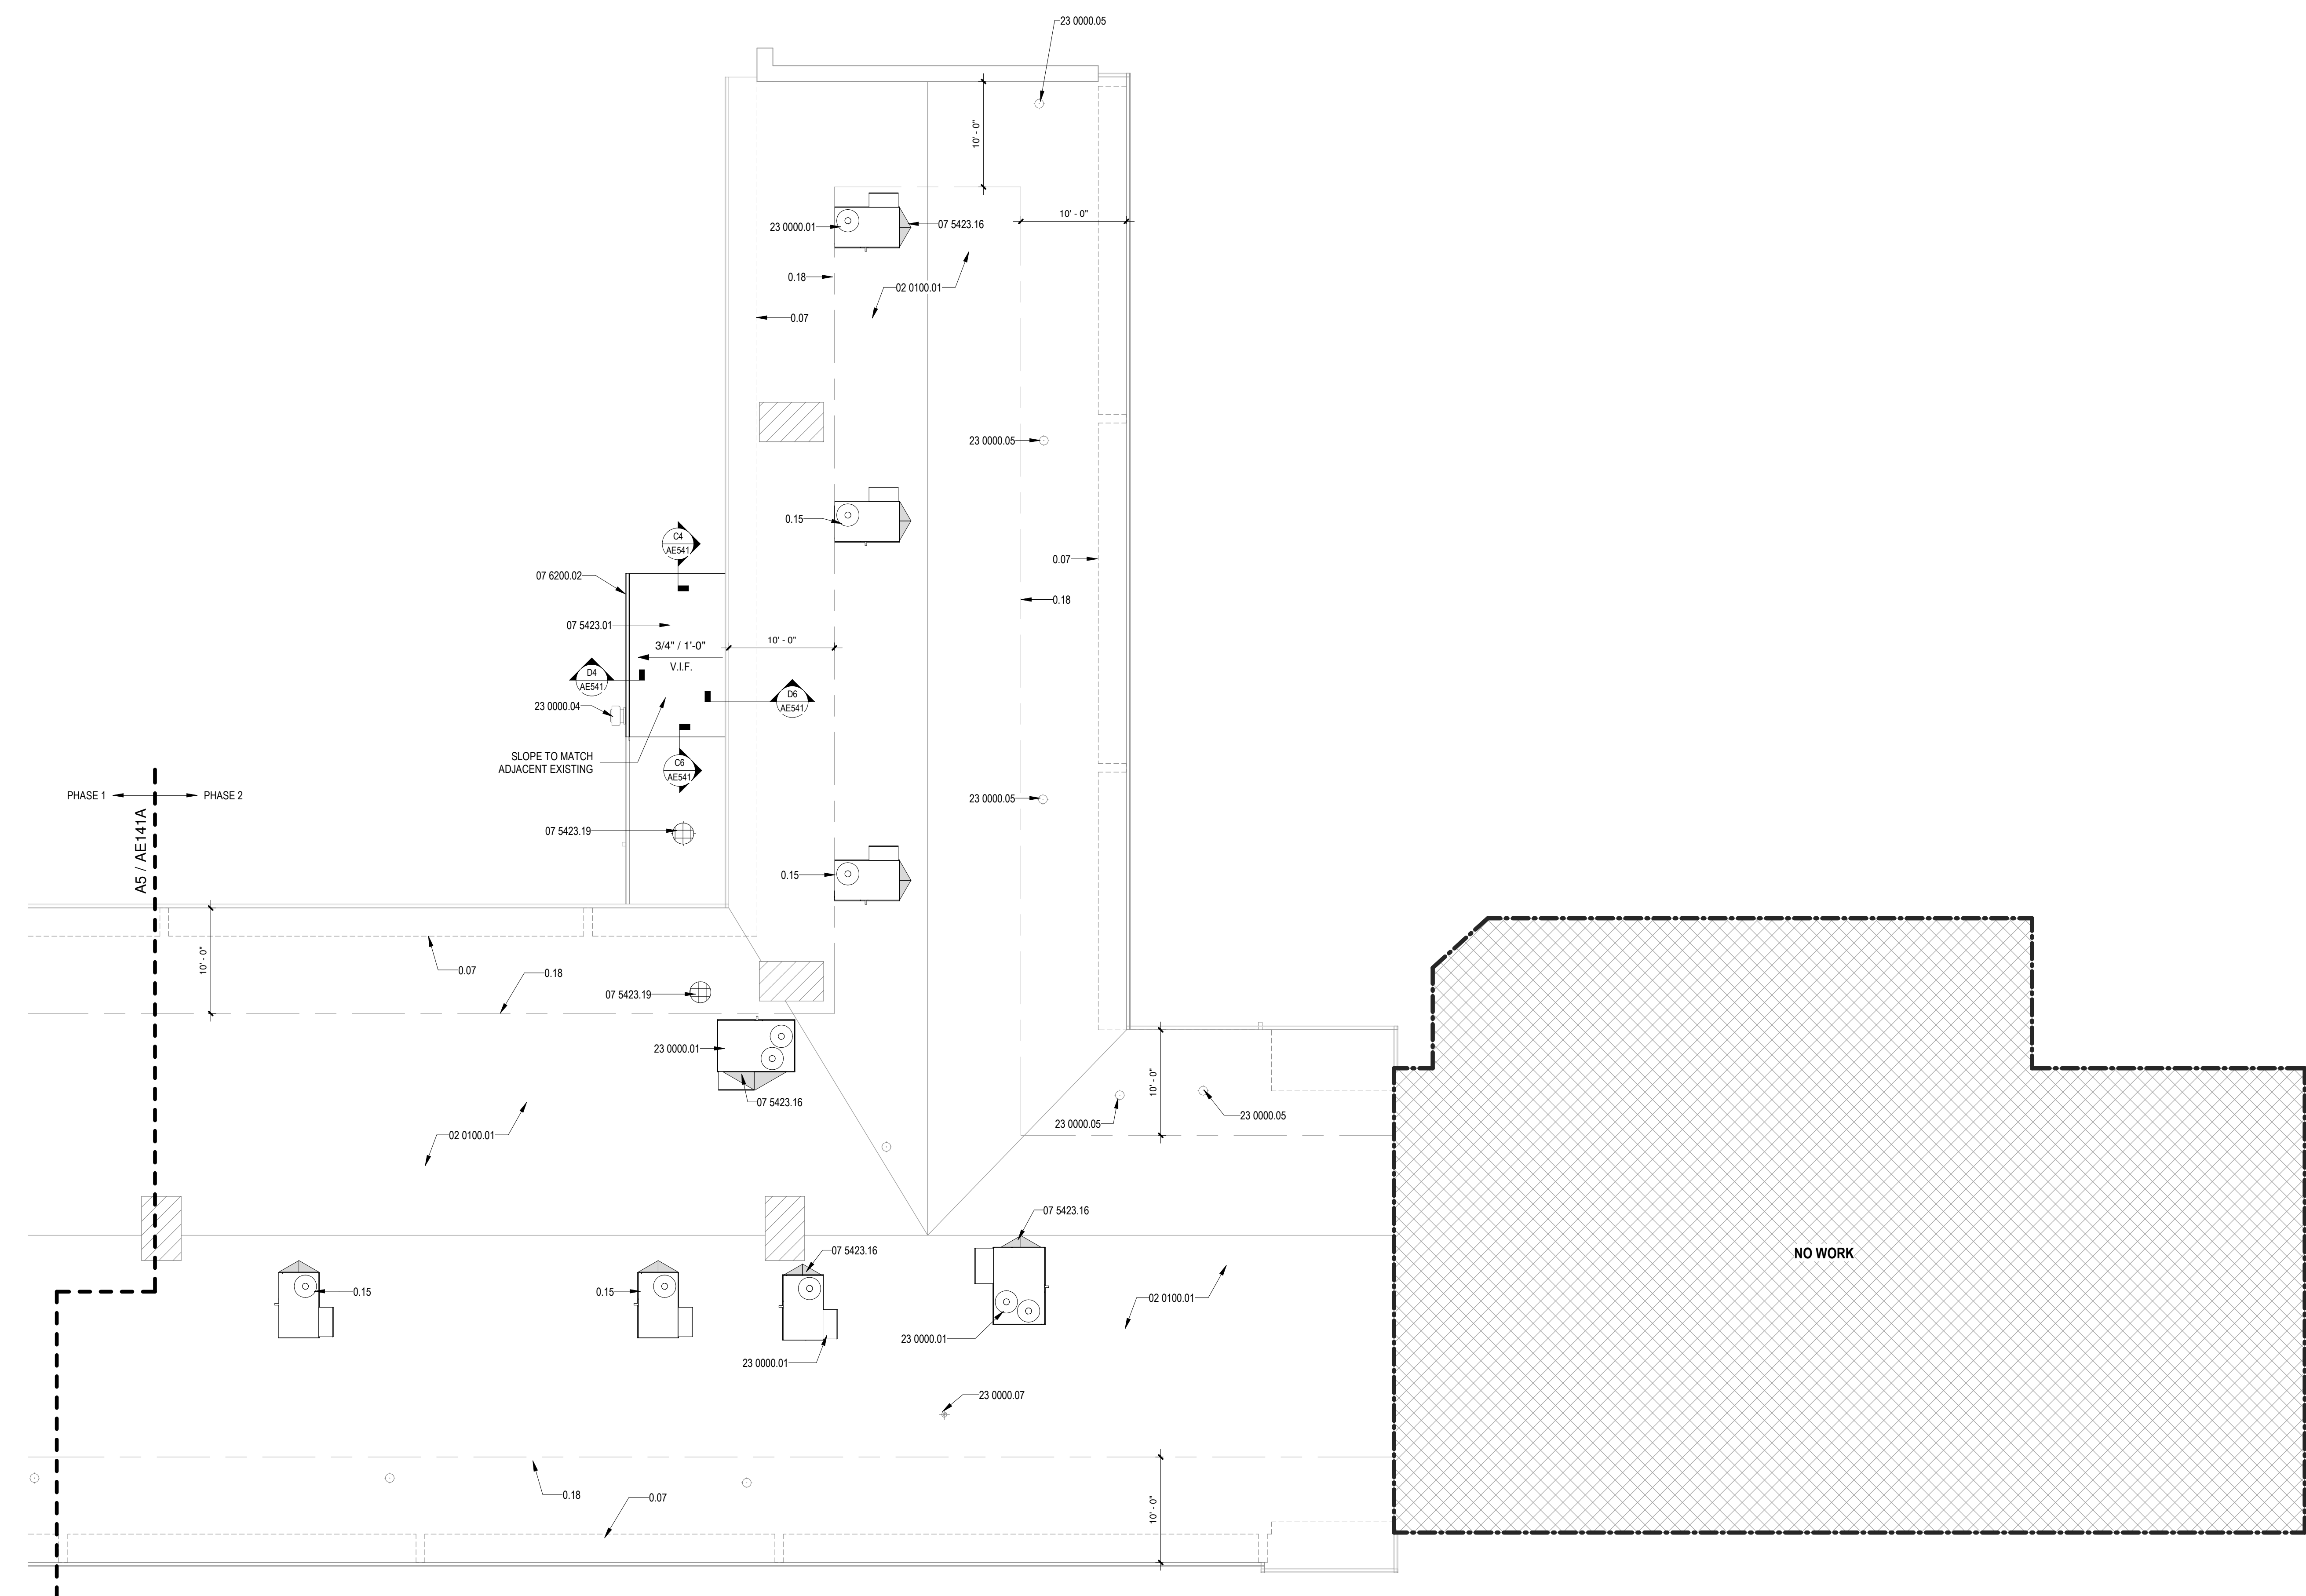 23 0000.05
10' - 0"
10' - 0"
23 0000.01
07 5423.16
0.18
02 0100.01
0.07
23 0000.05
0.15
C4
AE541
0.07
07 6200.02
0.18
07 5423.01
3/4" / 1'-0"
V.I.F.
10' - 0"
D4
AE541
D6
AE541
23 0000.04
SLOPE TO MATCH
ADJACENT EXISTING
C6
AE541
PHASE 1
PHASE 2
23 0000.05
A5 / AE141A
07 5423.19
0.15
10' - 0"
0.07
0.18
07 5423.19
23 0000.01
07 5423.16
10' - 0"
23 0000.05
23 0000.05
02 0100.01
07 5423.16
07 5423.16
NO WORK
0.15
0.15
02 0100.01
23 0000.01
23 0000.01
23 0000.07
0.18
0.07
10' - 0"